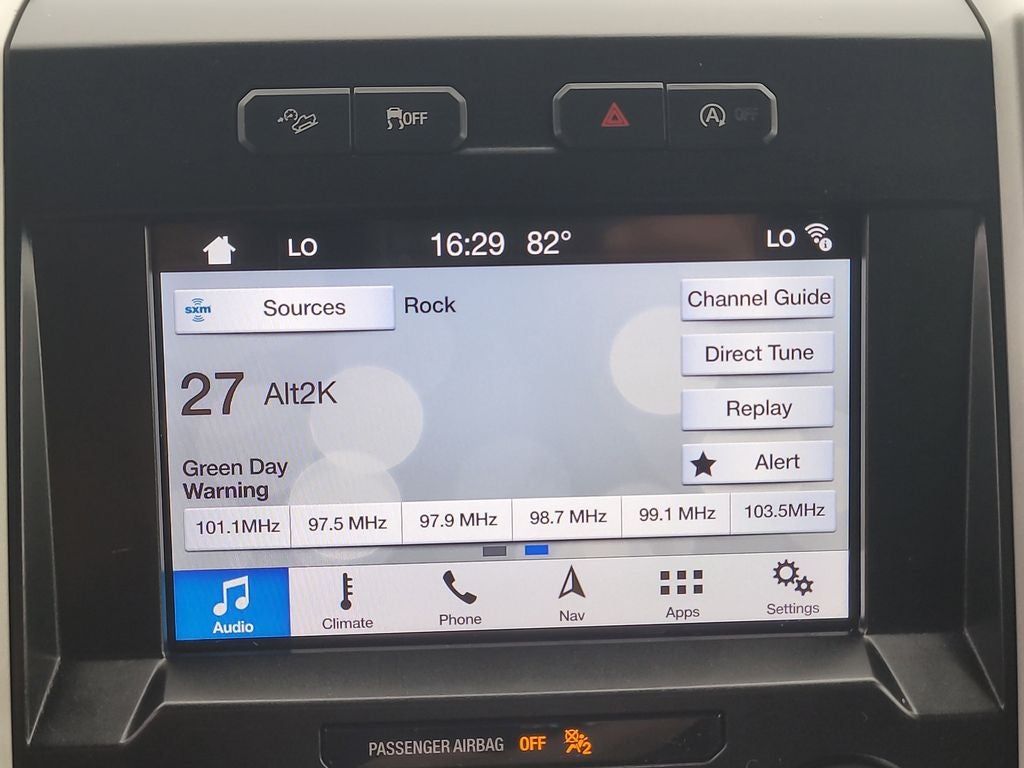 OFF
A OFF
LO 16:29 82° LO
sxm Sources Rock Channel Guide
Direct Tune
27 Alt2K
Replay
Alert
Green Day
Warning
101.1MHz 97.5 MHz 97.9 MHz 98.7 MHz 99.1 MHz 103.5MHz
Audio Climate Phone Nav Apps Settings
PASSENGER AIRBAG OFF 2